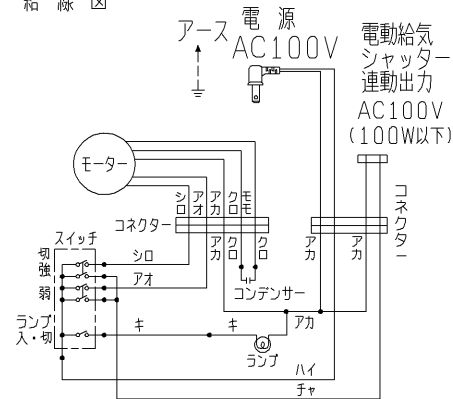 結線図
アース
電源
AC100V
電動給気
シャッター
連動出力
AC100V
(100W以下)
モーター
シロ
アオ
アカ
クロ
モモ
コネクター
コネクター
アカ
クロ
クロ
アカ
アカ
スイッチ
切
強
弱
シロ
アオ
コンデンサー
ランプ
入・切
キ
キ
アカ
ランプ
ハイ
チャ